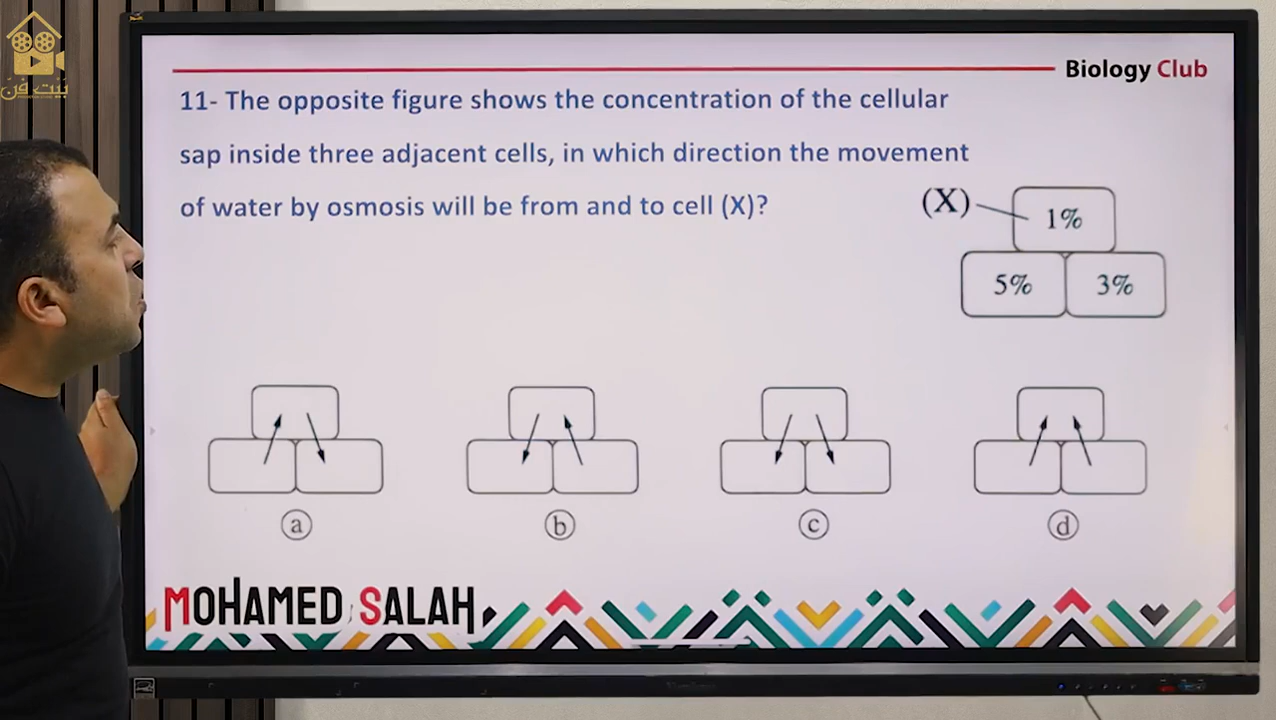 بَيْت فَنّ
Biology Club
11- The opposite figure shows the concentration of the cellular
sap inside three adjacent cells, in which direction the movement
of water by osmosis will be from and to cell (X)?
(X)
1%
5%
3%
a
b
c
d
MOHAMED SALAH